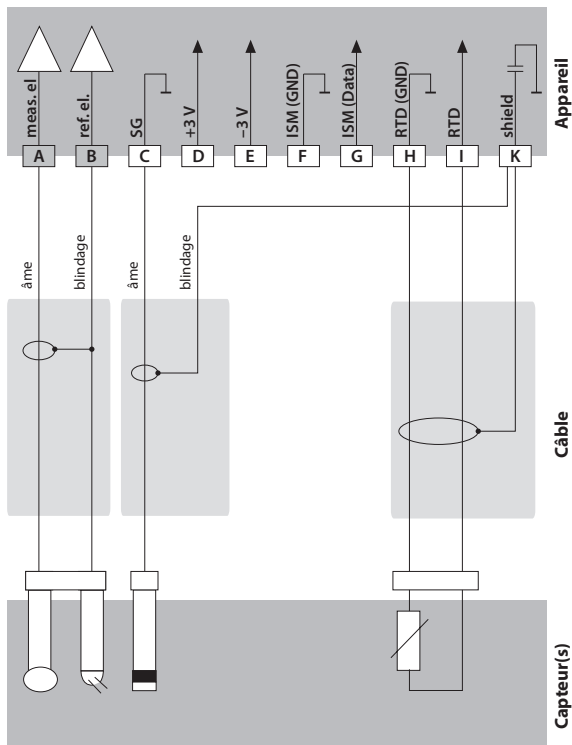 meas. el
ref. el.
SG
+3 V
−3 V
ISM (GND)
ISM (Data)
RTD (GND)
RTD
shield
Appareil
A
B
C
D
E
F
G
H
I
K
âme
blindage
âme
blindage
Câble
Capteur(s)